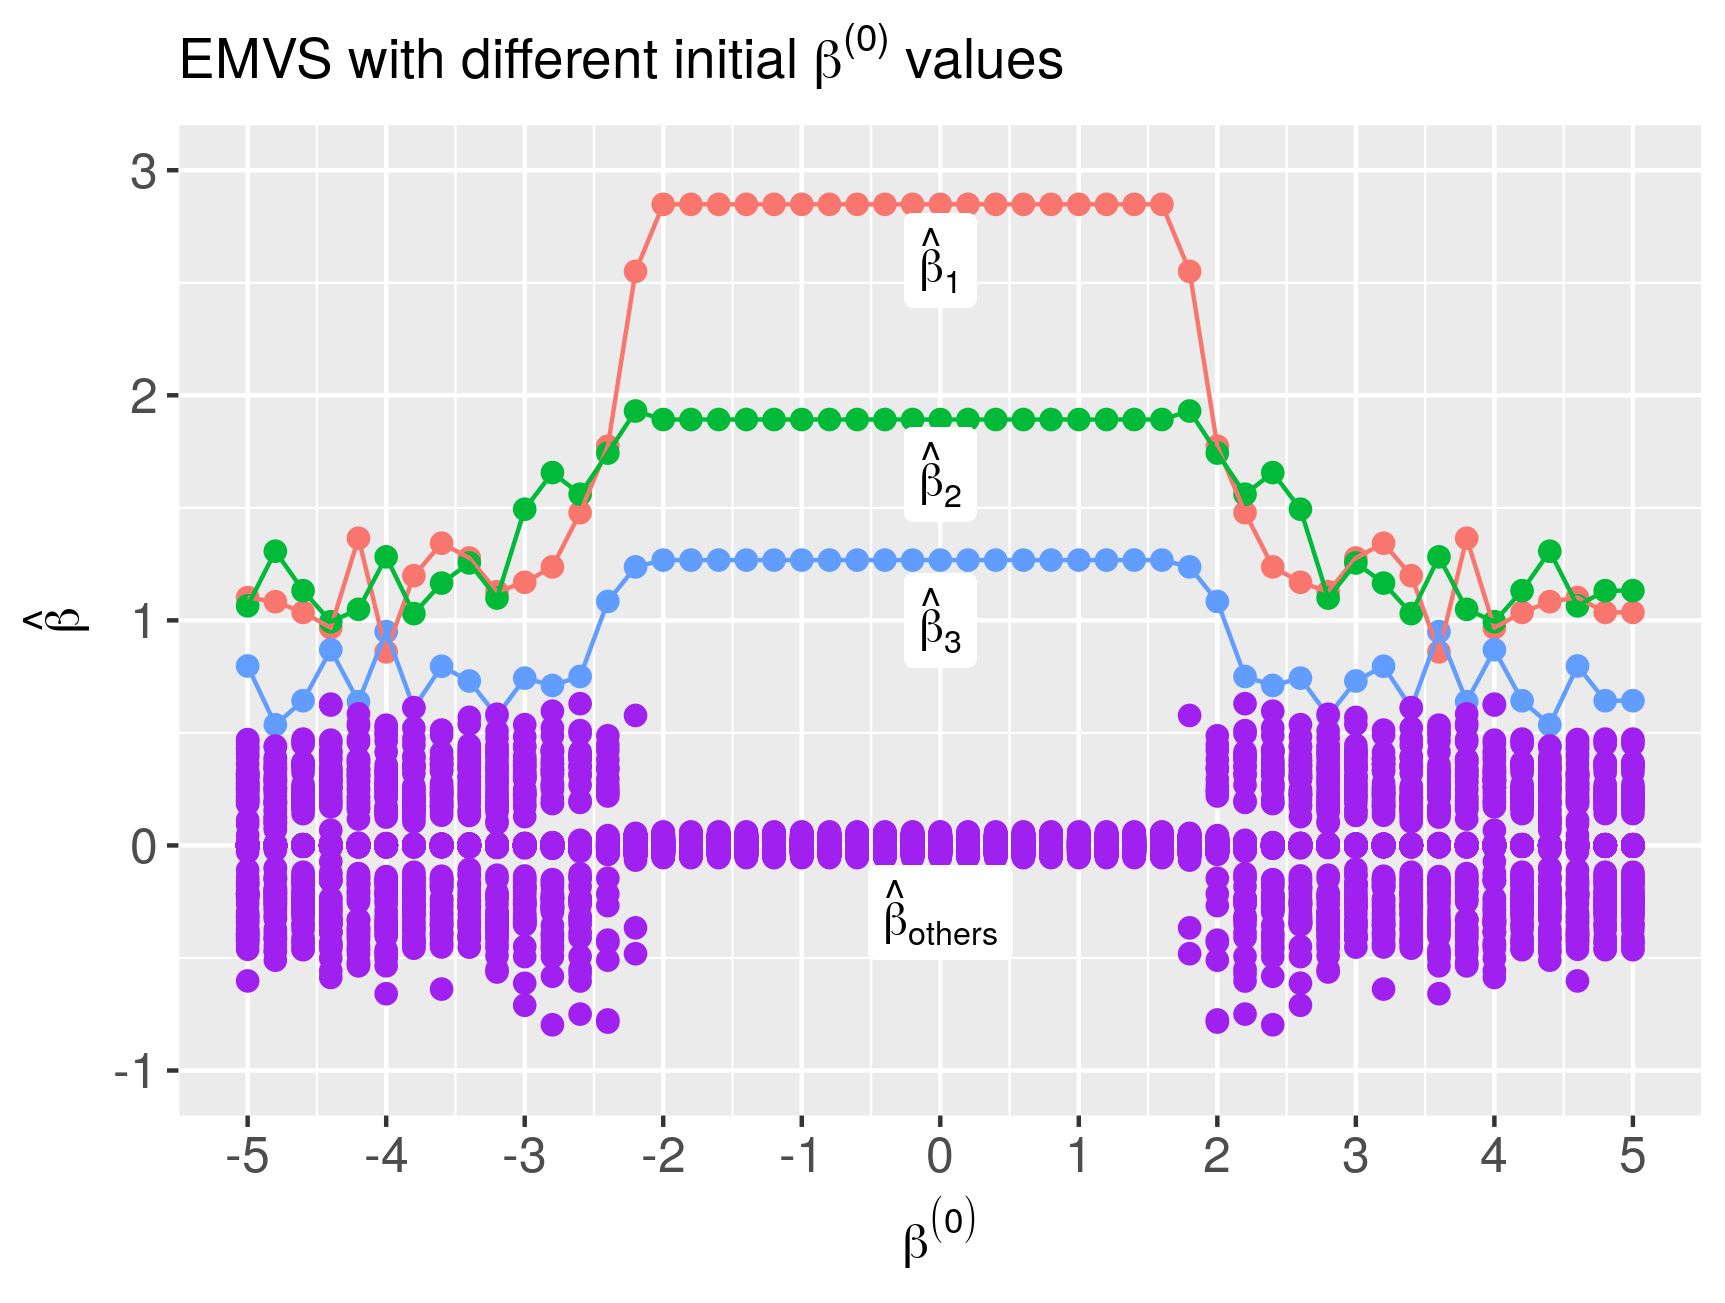 EMVS with different initial β⁽⁰⁾ values
3
2
1
0
-1
β̂
β̂₁
β̂₂
β̂₃
β̂others
-5 -4 -3 -2 -1 0 1 2 3 4 5
β⁽⁰⁾